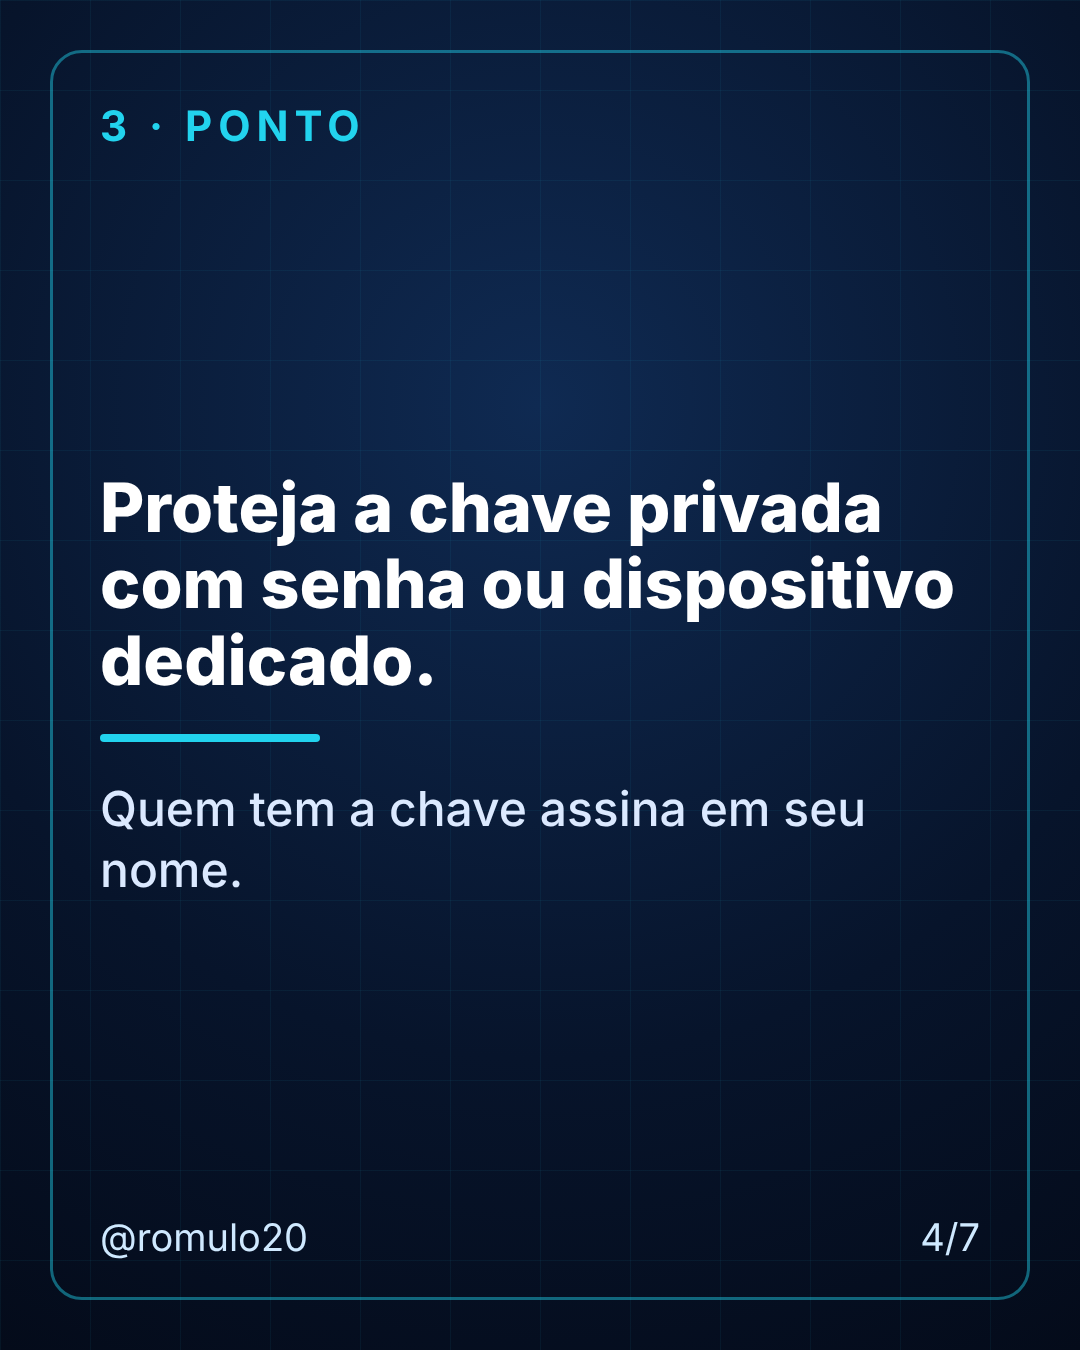 3 · PONTO
Proteja a chave privada
com senha ou dispositivo
dedicado.
Quem tem a chave assina em seu
nome.
@romulo20
4/7